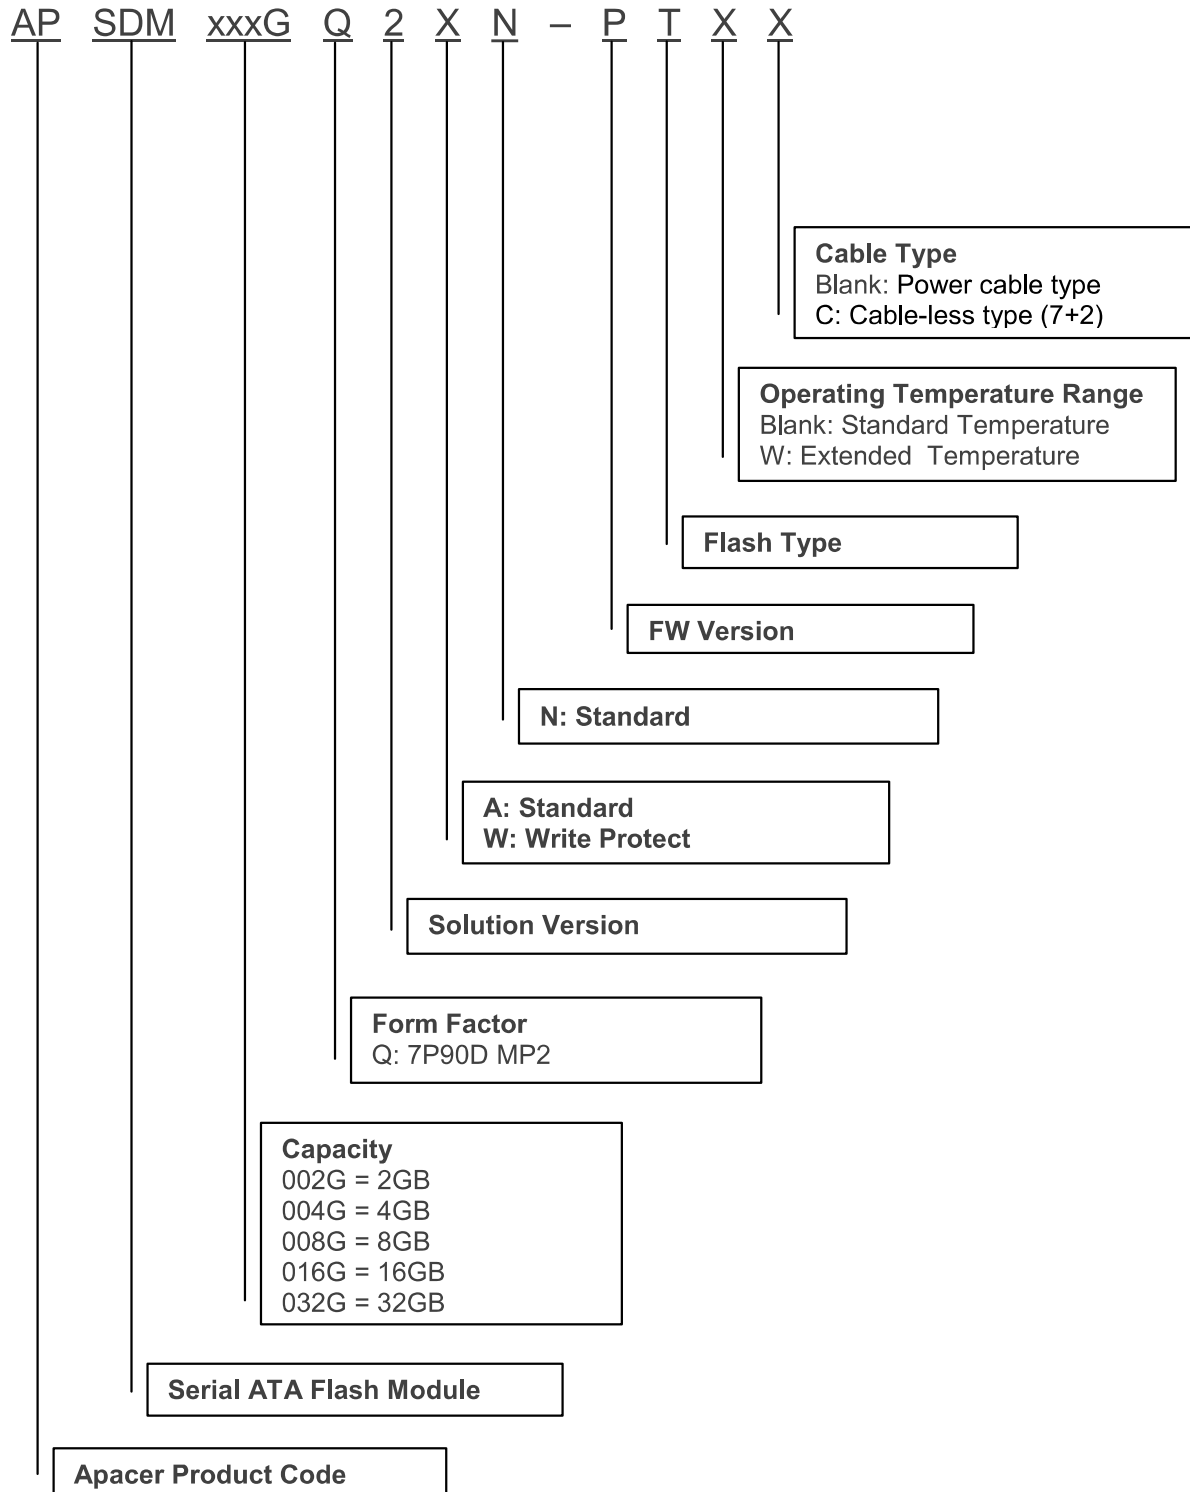 AP SDM xxxG Q 2 X N – P T X X
Cable Type
Blank: Power cable type
C: Cable-less type (7+2)
Operating Temperature Range
Blank: Standard Temperature
W: Extended Temperature
Flash Type
FW Version
N: Standard
A: Standard
W: Write Protect
Solution Version
Form Factor
Q: 7P90D MP2
Capacity
002G = 2GB
004G = 4GB
008G = 8GB
016G = 16GB
032G = 32GB
Serial ATA Flash Module
Apacer Product Code